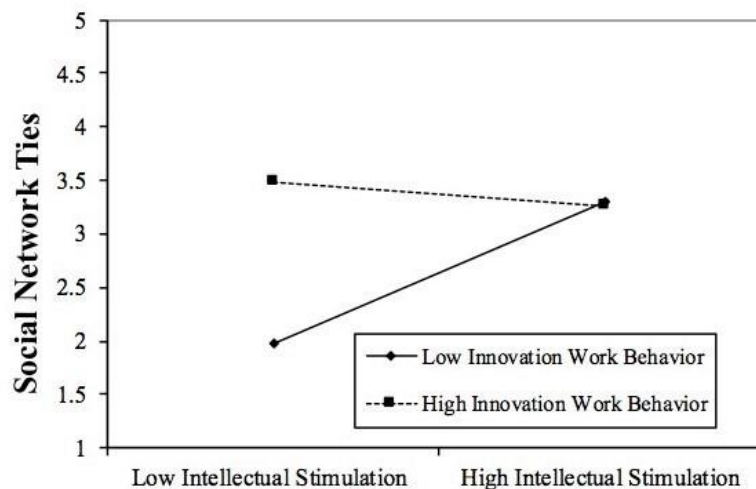 5
4.5
4
3.5
3
2.5
2
1.5
1
Social Network Ties
Low Innovation Work Behavior
High Innovation Work Behavior
Low Intellectual Stimulation
High Intellectual Stimulation